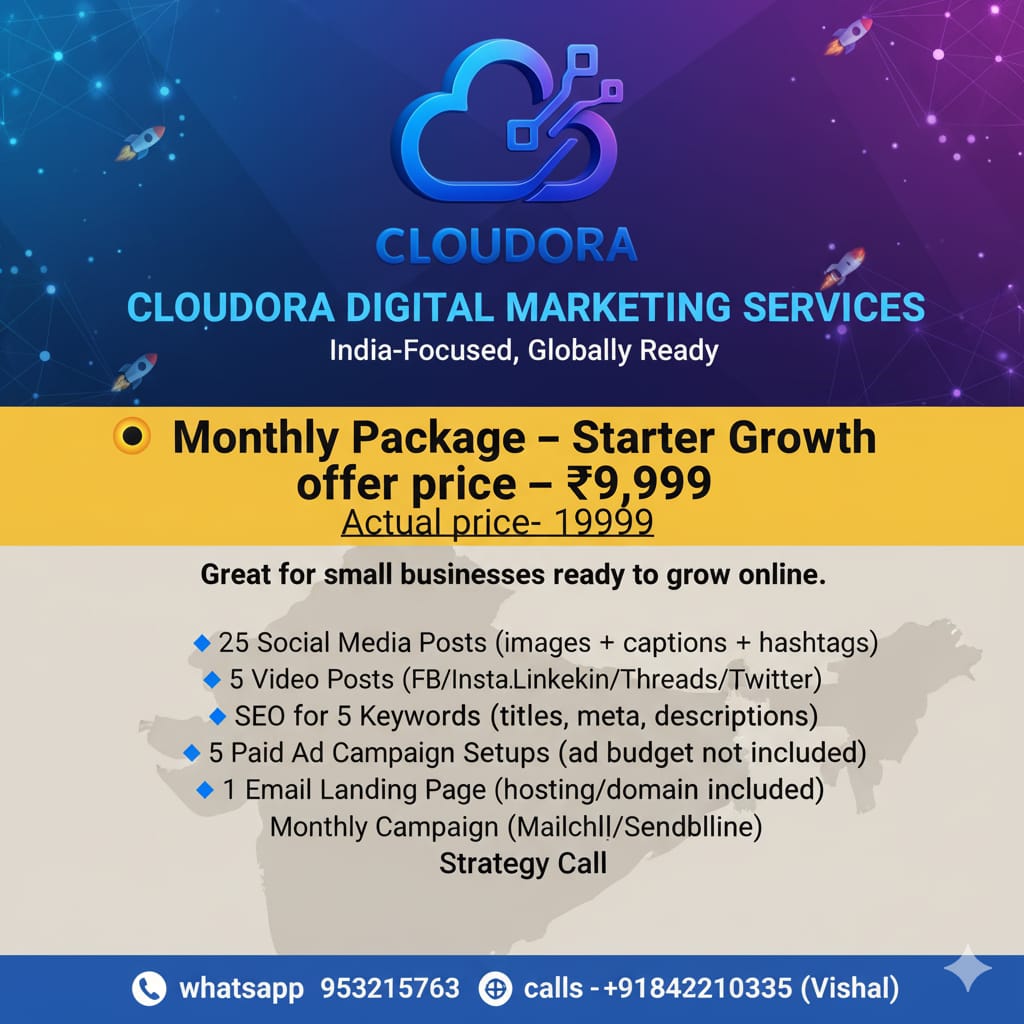 CLOUDORA
CLOUDORA DIGITAL MARKETING SERVICES
India-Focused, Globally Ready
Monthly Package – Starter Growth
offer price – ₹9,999
Actual price- 19999
Great for small businesses ready to grow online.
25 Social Media Posts (images + captions + hashtags)
5 Video Posts (FB/Insta.Linkekin/Threads/Twitter)
SEO for 5 Keywords (titles, meta, descriptions)
5 Paid Ad Campaign Setups (ad budget not included)
1 Email Landing Page (hosting/domain included)
Monthly Campaign (Mailchll/Sendblline)
Strategy Call
whatsapp 953215763 calls -+91842210335 (Vishal)